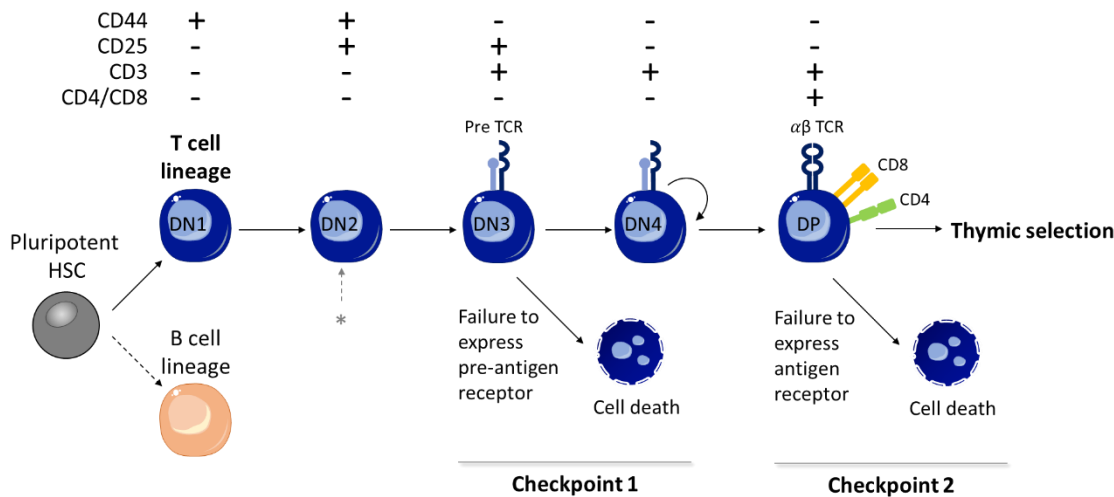 CD44 + + - - -
CD25 - + + - -
CD3 - - + + +
CD4/CD8 - - - - +
Pre TCR
αβ TCR
T cell
lineage
CD8
CD4
DN1
DN2
DN3
DN4
DP
Thymic selection
Pluripotent
HSC
*
B cell
lineage
Failure to
express
pre-antigen
receptor
Cell death
Failure to
express
antigen
receptor
Cell death
Checkpoint 1
Checkpoint 2